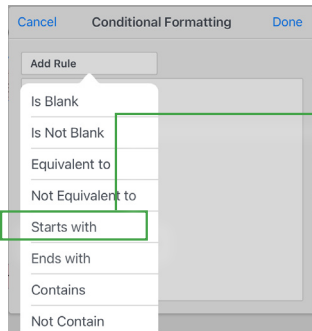 Cancel Conditional Formatting Done
Add Rule
Is Blank
Is Not Blank
Equivalent to
Not Equivalent to
Starts with
Ends with
Contains
Not Contain